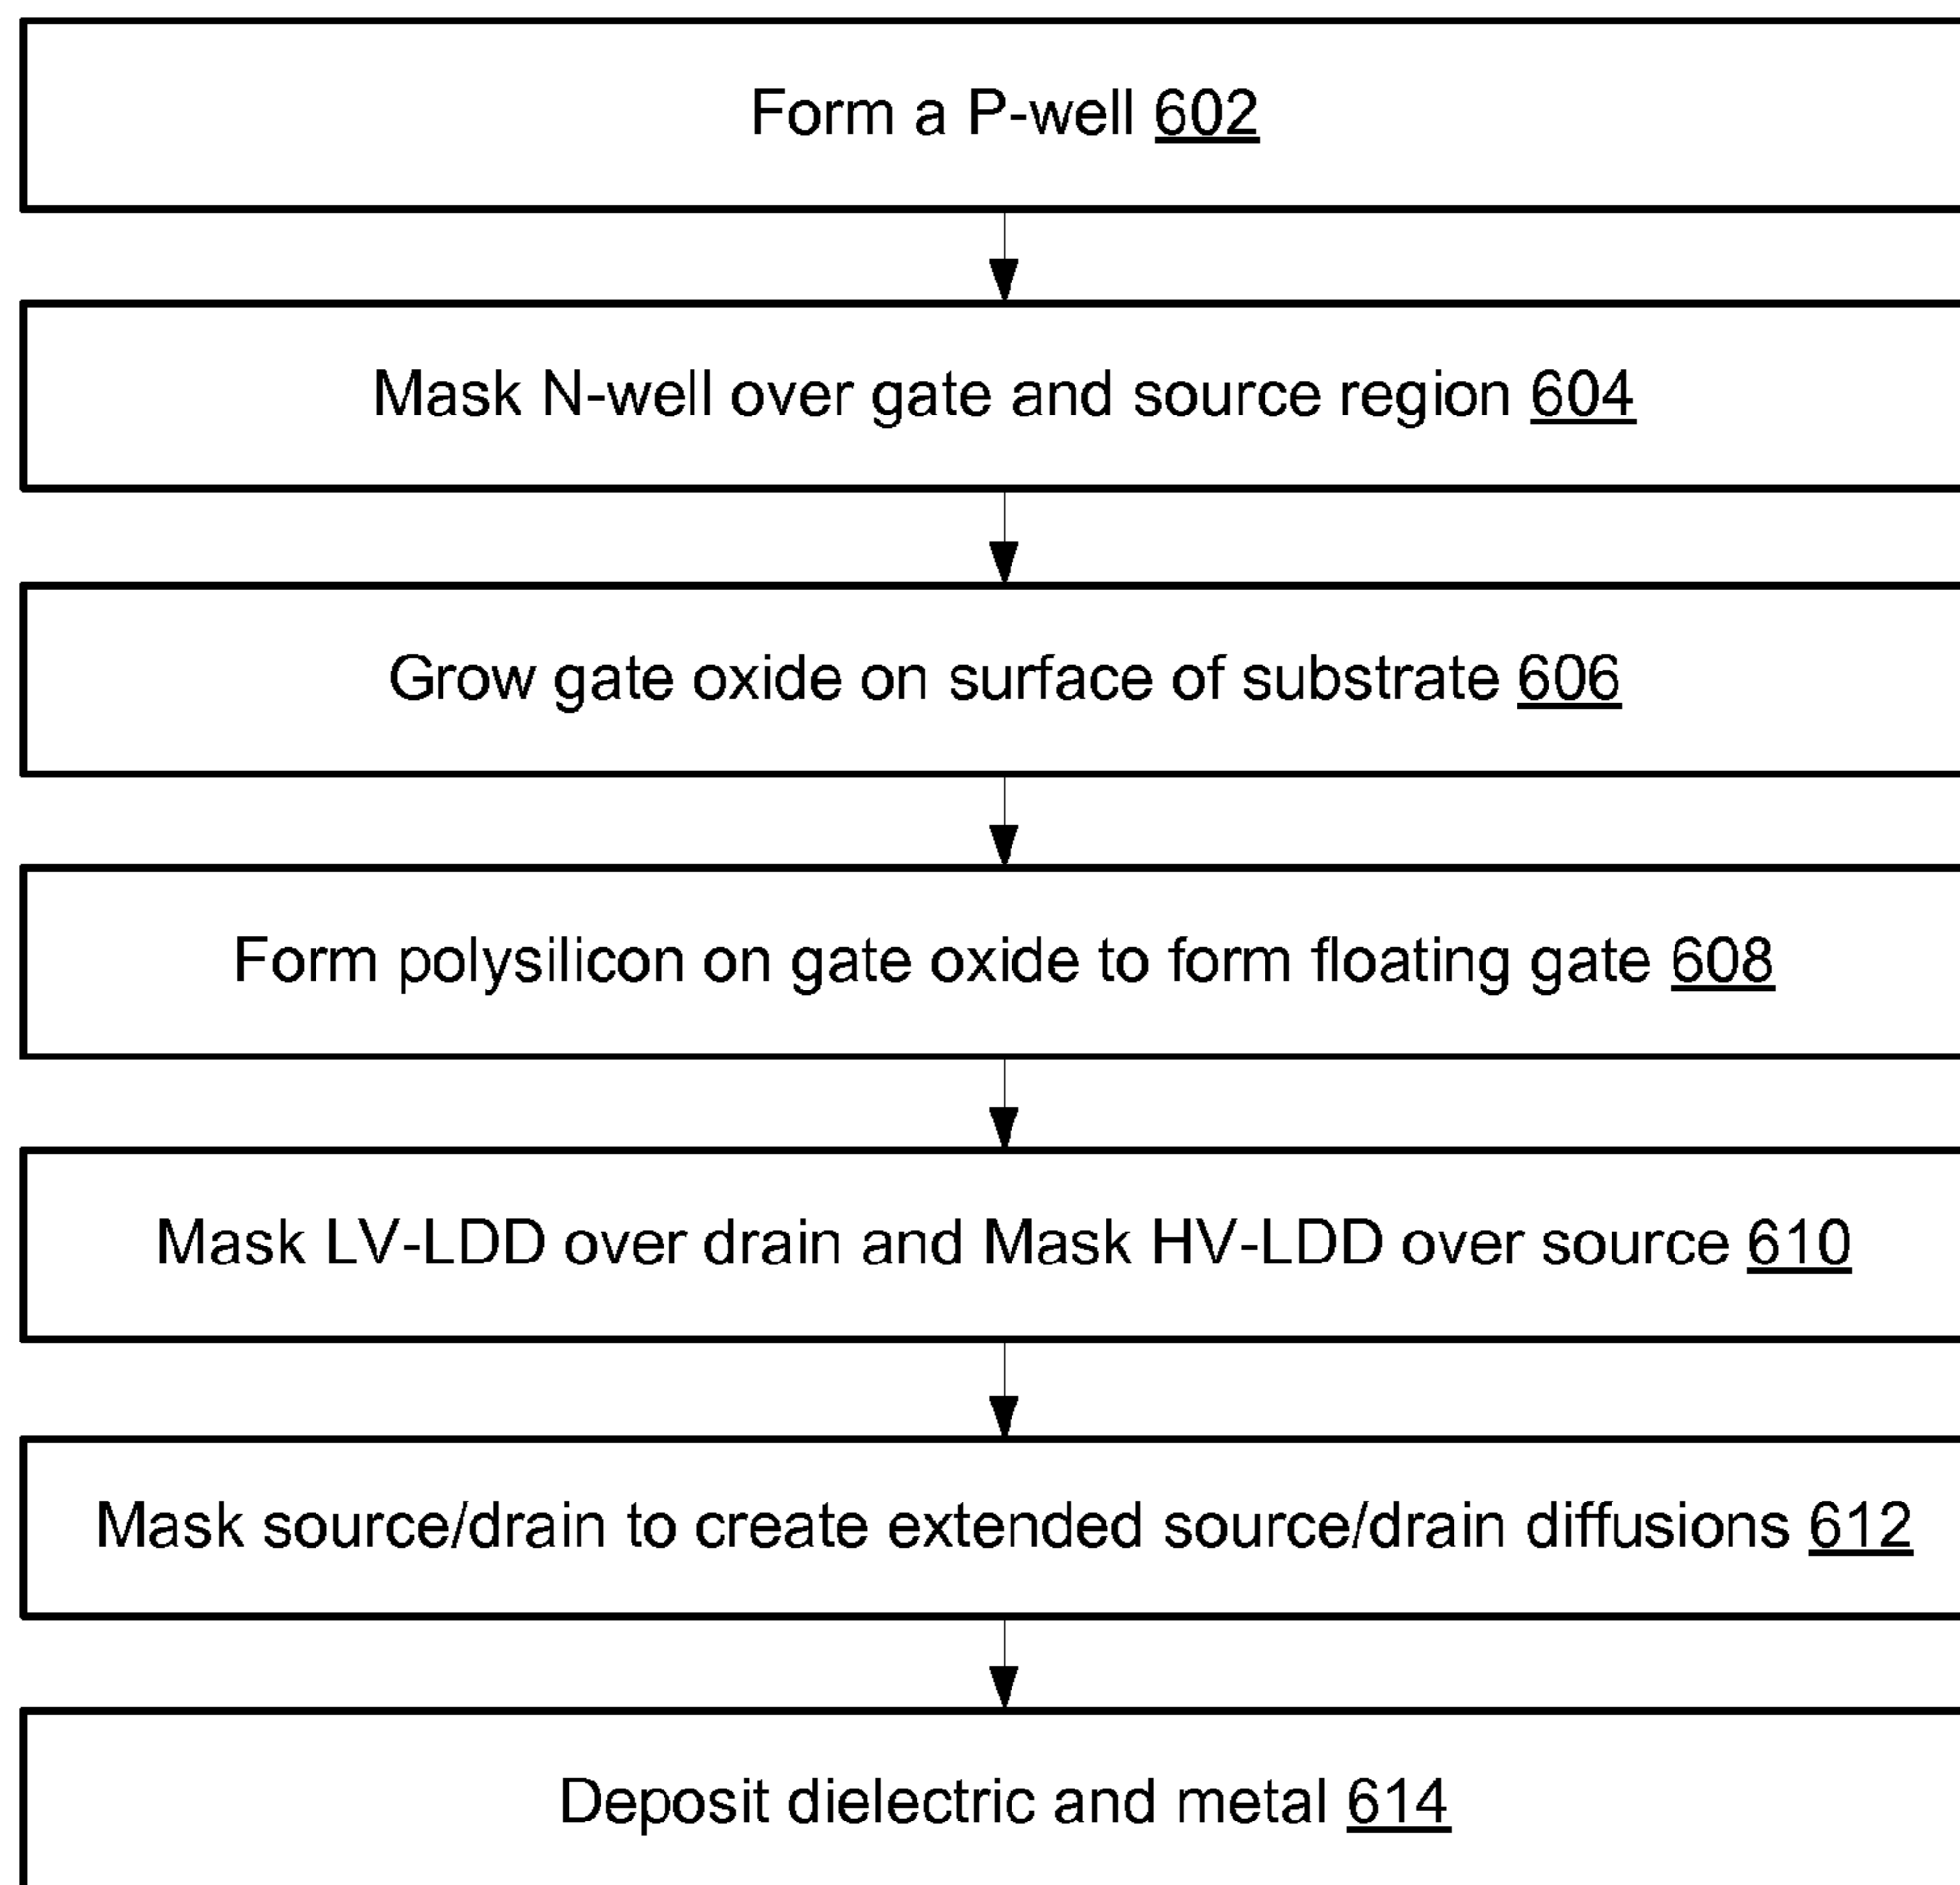 Form a P-well 602
Mask N-well over gate and source region 604
Grow gate oxide on surface of substrate 606
Form polysilicon on gate oxide to form floating gate 608
Mask LV-LDD over drain and Mask HV-LDD over source 610
Mask source/drain to create extended source/drain diffusions 612
Deposit dielectric and metal 614